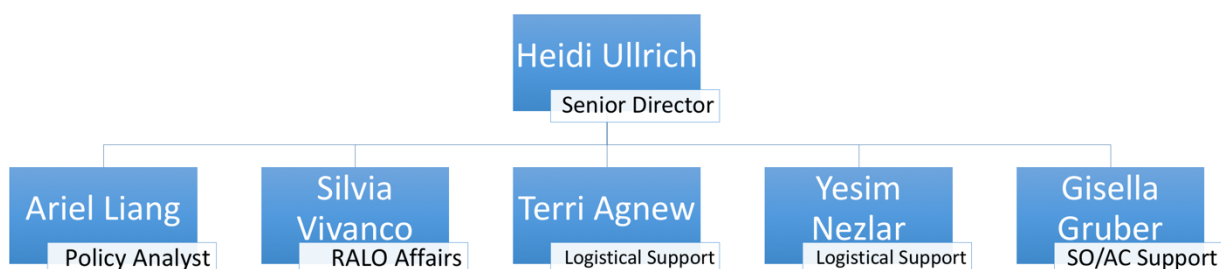 Heidi Ullrich
Senior Director
Ariel Liang
Policy Analyst
Silvia
Vivanco
RALO Affairs
Terri Agnew
Logistical Support
Yesim
Nezlar
Logistical Support
Gisella
Gruber
SO/AC Support